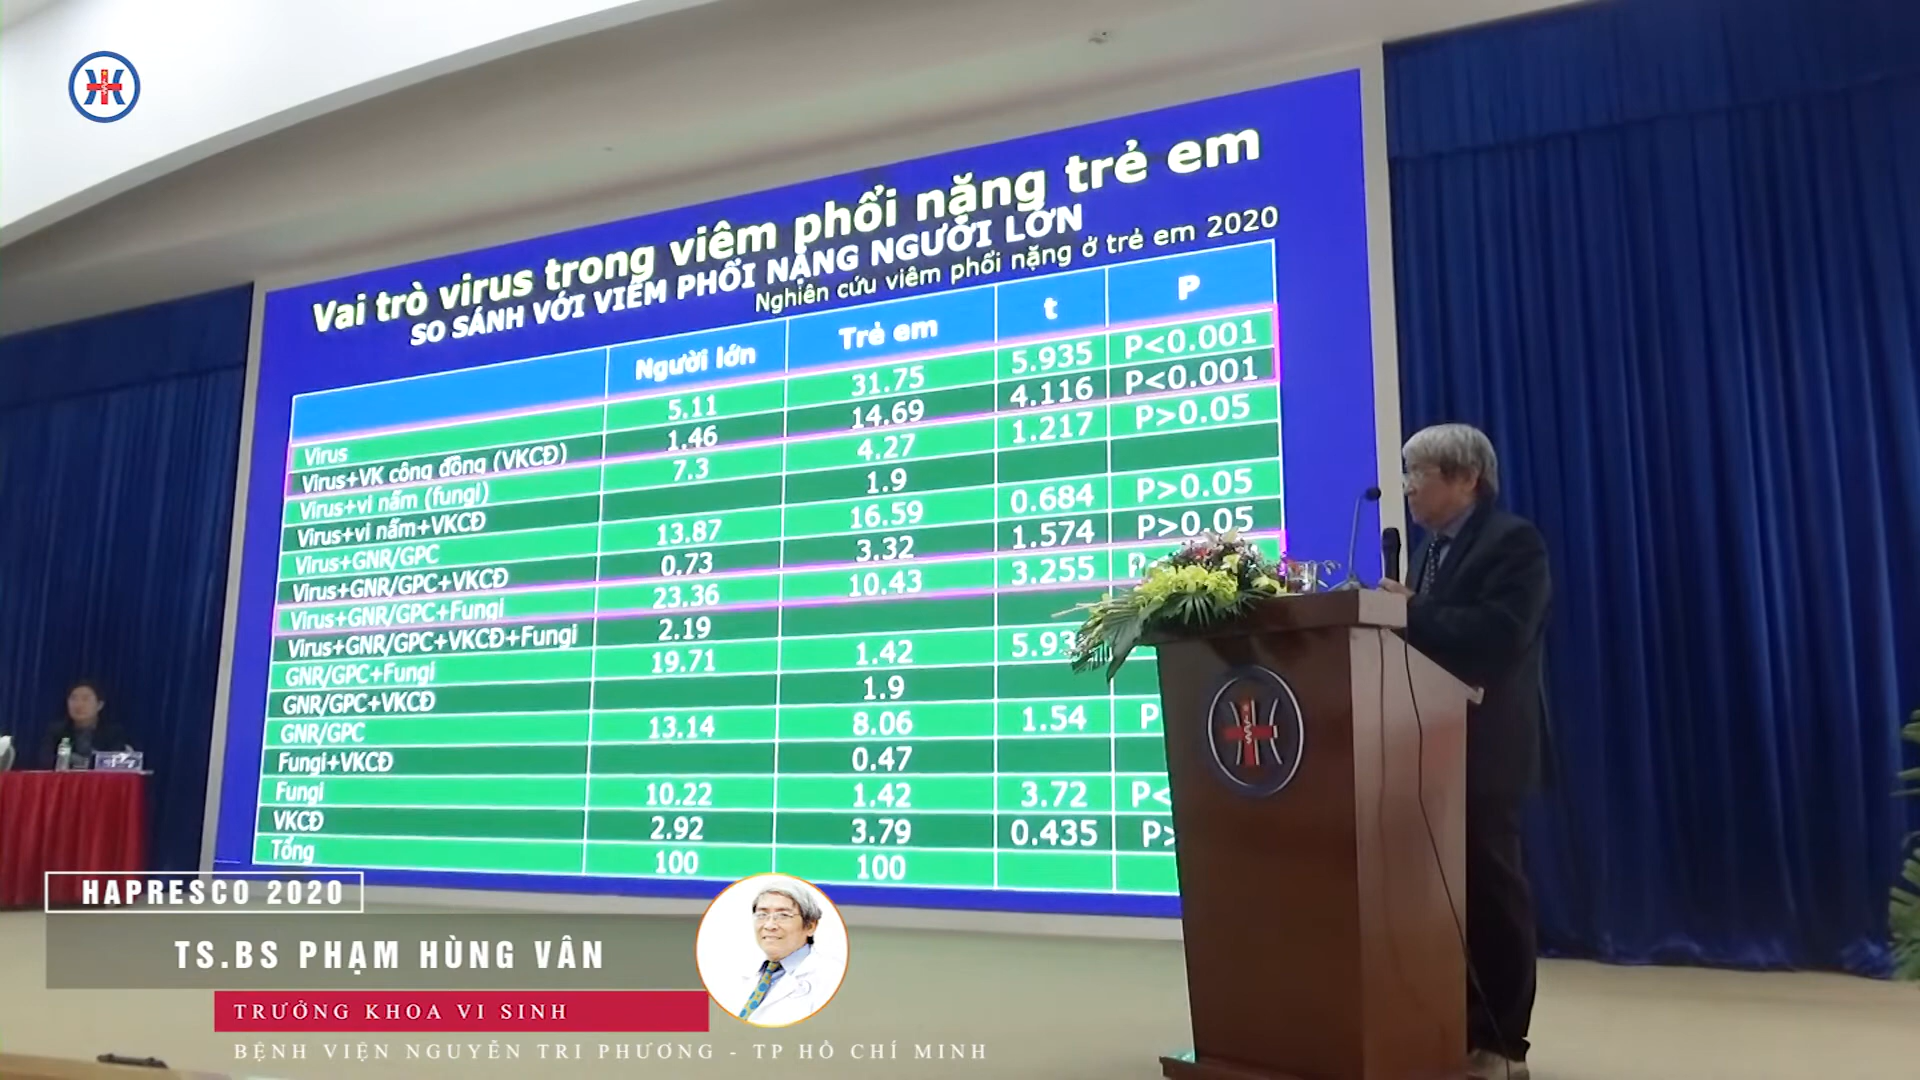 Vai trò virus trong viêm phổi nặng trẻ em
SO SÁNH VỚI VIÊM PHỔI NẶNG NGƯỜI LỚN
Nghiên cứu viêm phổi nặng ở trẻ em 2020
Người lớn Trẻ em t P
Virus 5.11 31.75 5.935 P<0.001
Virus+VK cộng đồng (VKCĐ) 1.46 14.69 4.116 P<0.001
Virus+vi nấm (fungi) 7.3 4.27 1.217 P>0.05
Virus+vi nấm+VKCĐ 1.9
Virus+GNR/GPC 13.87 16.59 0.684 P>0.05
Virus+GNR/GPC+VKCĐ 0.73 3.32 1.574 P>0.05
Virus+GNR/GPC+Fungi 23.36 10.43 3.255
Virus+GNR/GPC+VKCĐ+Fungi 2.19
GNR/GPC+Fungi 19.71 1.42
GNR/GPC+VKCĐ 1.9
GNR/GPC 13.14 8.06 1.54 P
Fungi+VKCĐ 0.47
Fungi 10.22 1.42 3.72 P<
VKCĐ 2.92 3.79 0.435 P>
Tổng 100 100
HAPRESCO 2020
TS.BS PHẠM HÙNG VÂN
TRƯỞNG KHOA VI SINH
BỆNH VIỆN NGUYỄN TRI PHƯƠNG - TP HỒ CHÍ MINH